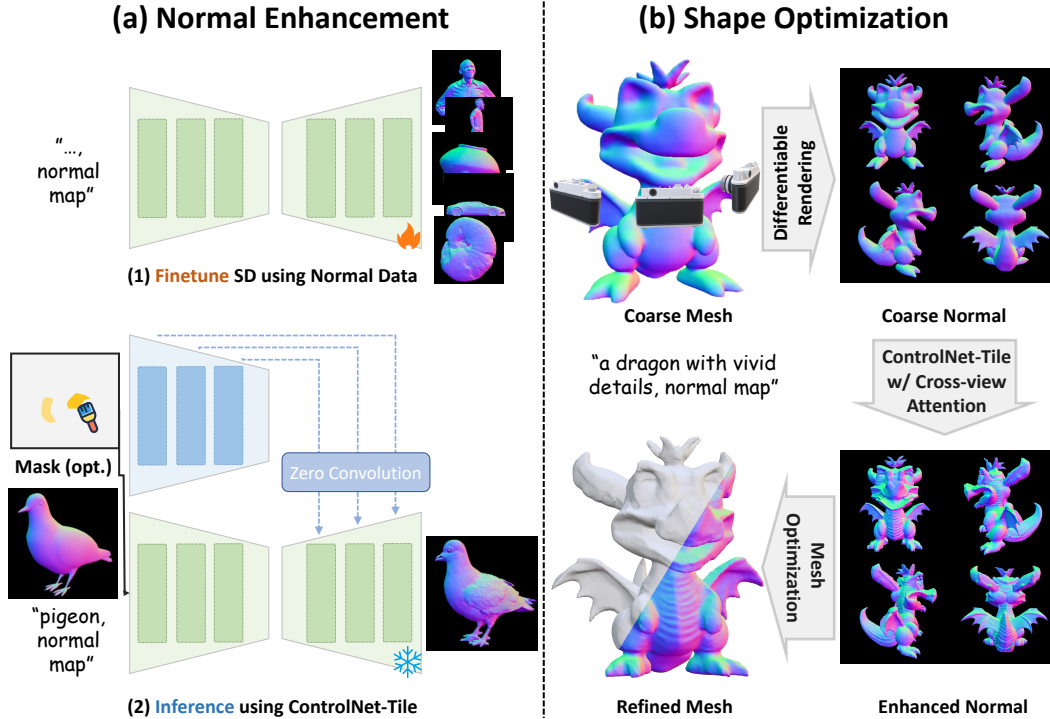 (a) Normal Enhancement
“…,
normal
map”
(1) Finetune SD using Normal Data
Mask (opt.)
Zero Convolution
“pigeon,
normal
map”
(2) Inference using ControlNet-Tile
(b) Shape Optimization
Differentiable
Rendering
Coarse Mesh
Coarse Normal
“a dragon with vivid
details, normal map”
ControlNet-Tile
w/ Cross-view
Attention
Mesh
Optimization
Refined Mesh
Enhanced Normal